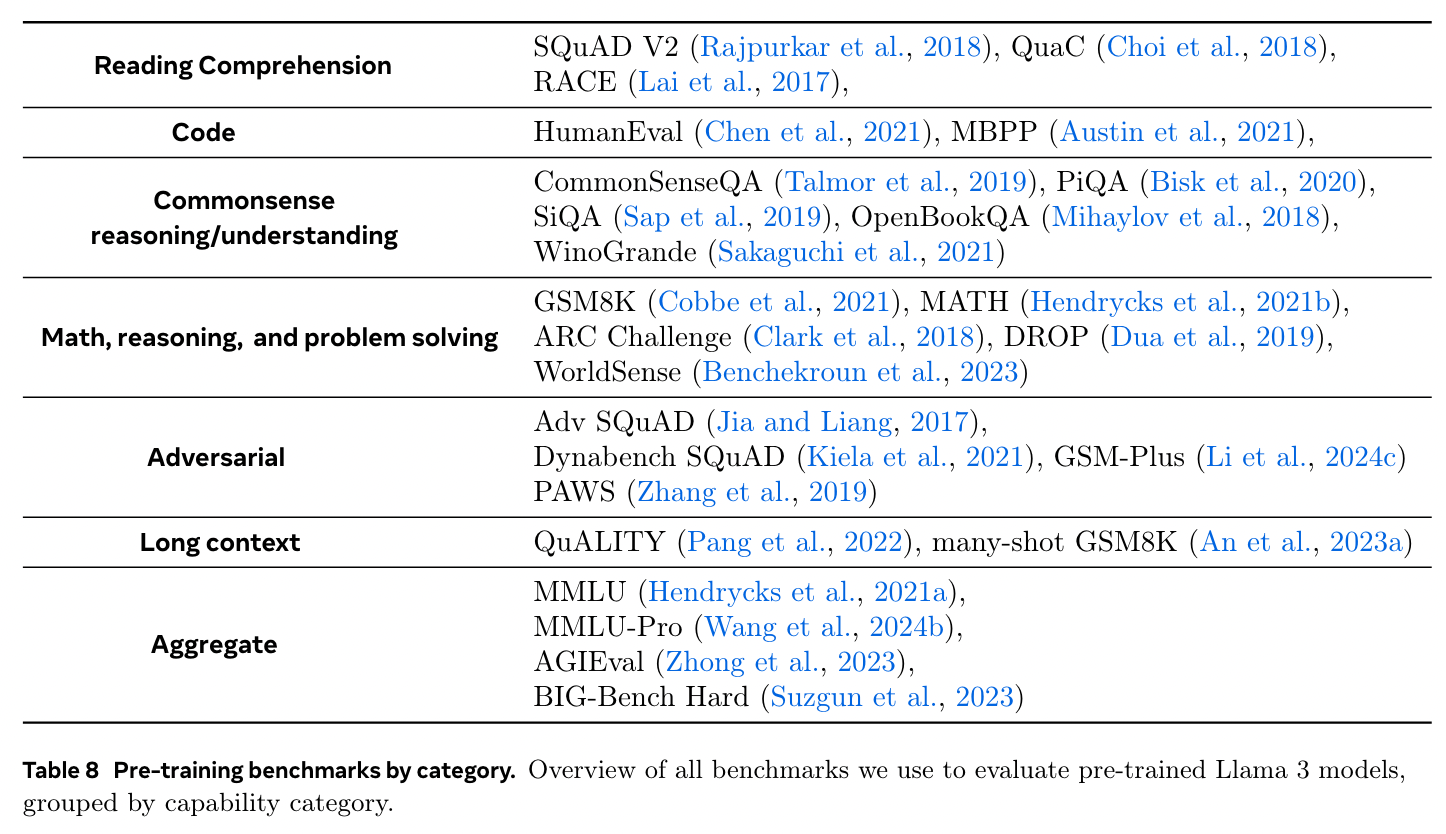 Reading Comprehension
SQuAD V2 (Rajpurkar et al., 2018), QuaC (Choi et al., 2018),
RACE (Lai et al., 2017),
Code
HumanEval (Chen et al., 2021), MBPP (Austin et al., 2021),
Commonsense
reasoning/understanding
CommonSenseQA (Talmor et al., 2019), PiQA (Bisk et al., 2020),
SiQA (Sap et al., 2019), OpenBookQA (Mihaylov et al., 2018),
WinoGrande (Sakaguchi et al., 2021)
Math, reasoning, and problem solving
GSM8K (Cobbe et al., 2021), MATH (Hendrycks et al., 2021b),
ARC Challenge (Clark et al., 2018), DROP (Dua et al., 2019),
WorldSense (Benchekroun et al., 2023)
Adversarial
Adv SQuAD (Jia and Liang, 2017),
Dynabench SQuAD (Kiela et al., 2021), GSM-Plus (Li et al., 2024c)
PAWS (Zhang et al., 2019)
Long context
QuALITY (Pang et al., 2022), many-shot GSM8K (An et al., 2023a)
Aggregate
MMLU (Hendrycks et al., 2021a),
MMLU-Pro (Wang et al., 2024b),
AGIEval (Zhong et al., 2023),
BIG-Bench Hard (Suzgun et al., 2023)
Table 8 Pre-training benchmarks by category. Overview of all benchmarks we use to evaluate pre-trained Llama 3 models,
grouped by capability category.